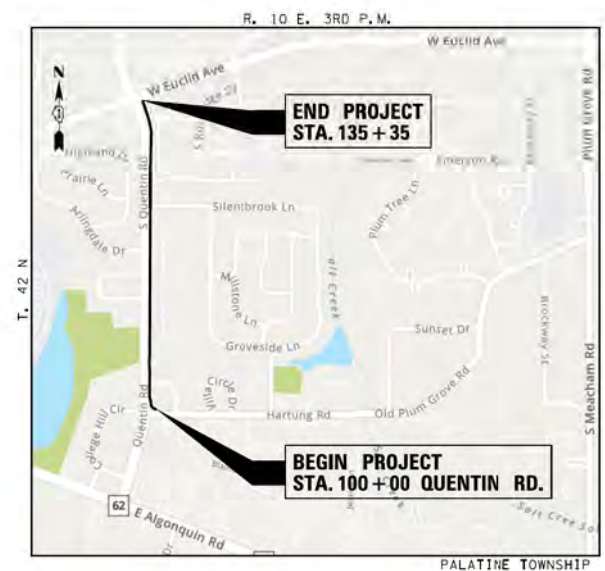 R. 10 E. 3RD P.M.
W Euclid Ave
W Euclid Ave
N
END PROJECT
STA. 135+35
Plum Grove Rd
Prairie Ln
S Quentin Rd
Silentbrook Ln
Plum Tree Ln
Arlingdale Dr
T. 42 N
Millstone Ln
Creek
Sunset Dr
Brockway St
Groveside Ln
S Meacham Rd
Circle Dr
Hartung Rd
Old Plum Grove Rd
College Hill Cir
Quentin Rd
BEGIN PROJECT
STA. 100+00 QUENTIN RD.
62
E Algonquin Rd
Dr
PALATINE TOWNSHIP